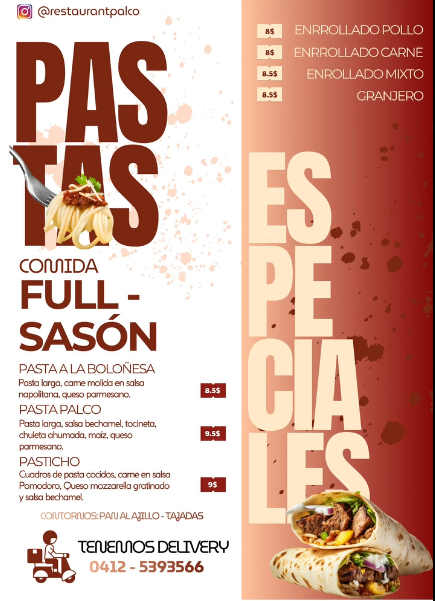 @restaurantpalco
PAS
TAS
COMIDA
FULL -
SASÓN
PASTA A LA BOLOÑESA
Pasta larga, carne molida en salsa
napolitana, queso parmesano.
8.5$
PASTA PALCO
Pasta larga, salsa bechamel, tocineta,
chuleta ahumada, maíz, queso
parmesano.
9.5$
PASTICHO
Cuadros de pasta cocidos, carne en salsa
Pomodoro, Queso mozzarella gratinado
y salsa bechamel.
9$
CONTORNOS: PAN AL AJILLO - TAJADAS
TENEMOS DELIVERY
0412 - 5393566
8$ ENRROLLADO POLLO
8$ ENRROLLADO CARNE
8.5$ ENROLLADO MIXTO
8.5$ GRANJERO
ES
PE
CIA
LES